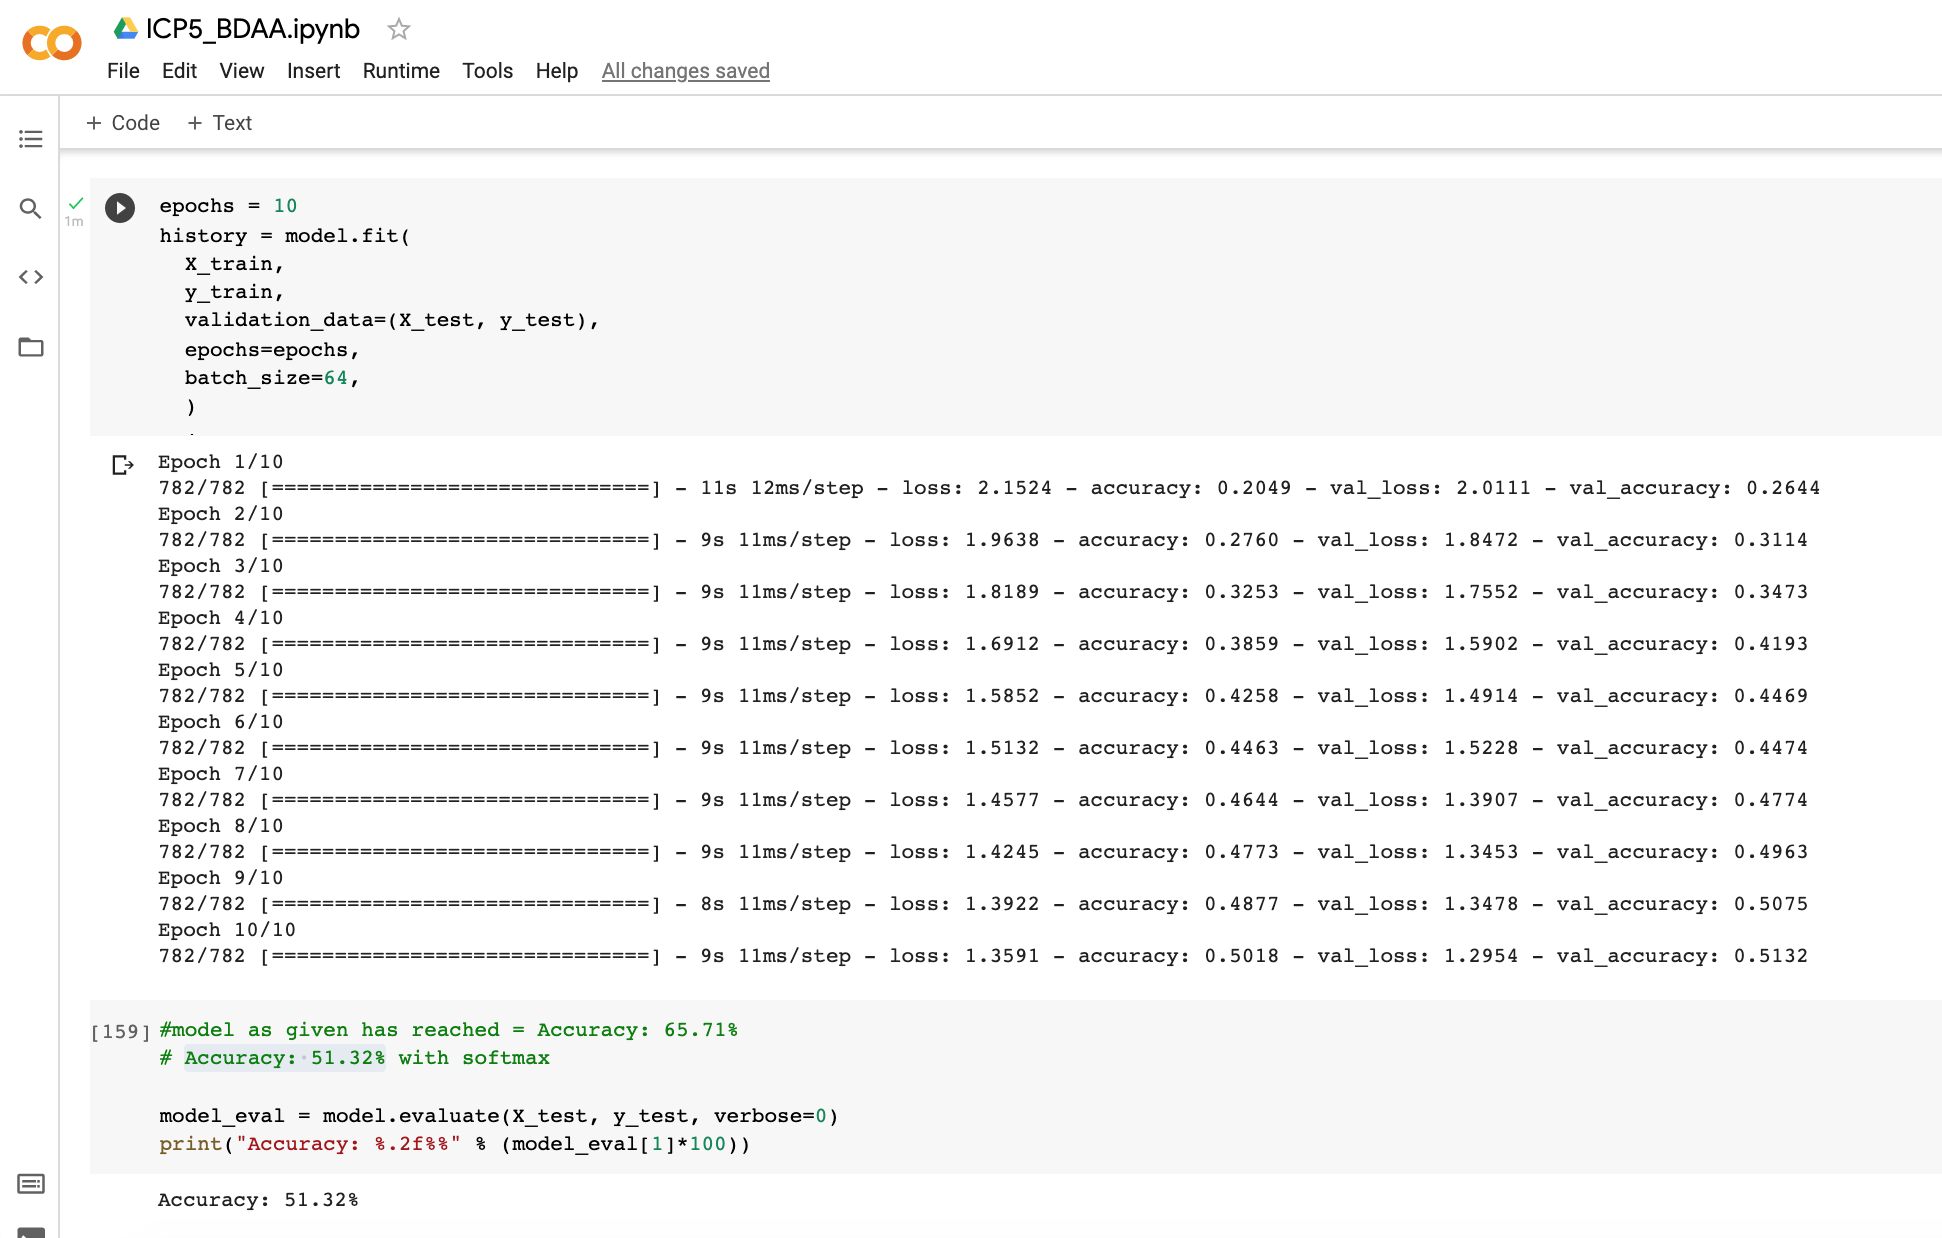 ICP5_BDAA.ipynb
File Edit View Insert Runtime Tools Help All changes saved
+ Code + Text
1m
epochs = 10
history = model.fit(
X_train,
y_train,
validation_data=(X_test, y_test),
epochs=epochs,
batch_size=64,
)
Epoch 1/10
782/782 [==============================] - 11s 12ms/step - loss: 2.1524 - accuracy: 0.2049 - val_loss: 2.0111 - val_accuracy: 0.2644
Epoch 2/10
782/782 [==============================] - 9s 11ms/step - loss: 1.9638 - accuracy: 0.2760 - val_loss: 1.8472 - val_accuracy: 0.3114
Epoch 3/10
782/782 [==============================] - 9s 11ms/step - loss: 1.8189 - accuracy: 0.3253 - val_loss: 1.7552 - val_accuracy: 0.3473
Epoch 4/10
782/782 [==============================] - 9s 11ms/step - loss: 1.6912 - accuracy: 0.3859 - val_loss: 1.5902 - val_accuracy: 0.4193
Epoch 5/10
782/782 [==============================] - 9s 11ms/step - loss: 1.5852 - accuracy: 0.4258 - val_loss: 1.4914 - val_accuracy: 0.4469
Epoch 6/10
782/782 [==============================] - 9s 11ms/step - loss: 1.5132 - accuracy: 0.4463 - val_loss: 1.5228 - val_accuracy: 0.4474
Epoch 7/10
782/782 [==============================] - 9s 11ms/step - loss: 1.4577 - accuracy: 0.4644 - val_loss: 1.3907 - val_accuracy: 0.4774
Epoch 8/10
782/782 [==============================] - 9s 11ms/step - loss: 1.4245 - accuracy: 0.4773 - val_loss: 1.3453 - val_accuracy: 0.4963
Epoch 9/10
782/782 [==============================] - 8s 11ms/step - loss: 1.3922 - accuracy: 0.4877 - val_loss: 1.3478 - val_accuracy: 0.5075
Epoch 10/10
782/782 [==============================] - 9s 11ms/step - loss: 1.3591 - accuracy: 0.5018 - val_loss: 1.2954 - val_accuracy: 0.5132
[159] #model as given has reached = Accuracy: 65.71%
# Accuracy: 51.32% with softmax
model_eval = model.evaluate(X_test, y_test, verbose=0)
print("Accuracy: %.2f%%" % (model_eval[1]*100))
Accuracy: 51.32%